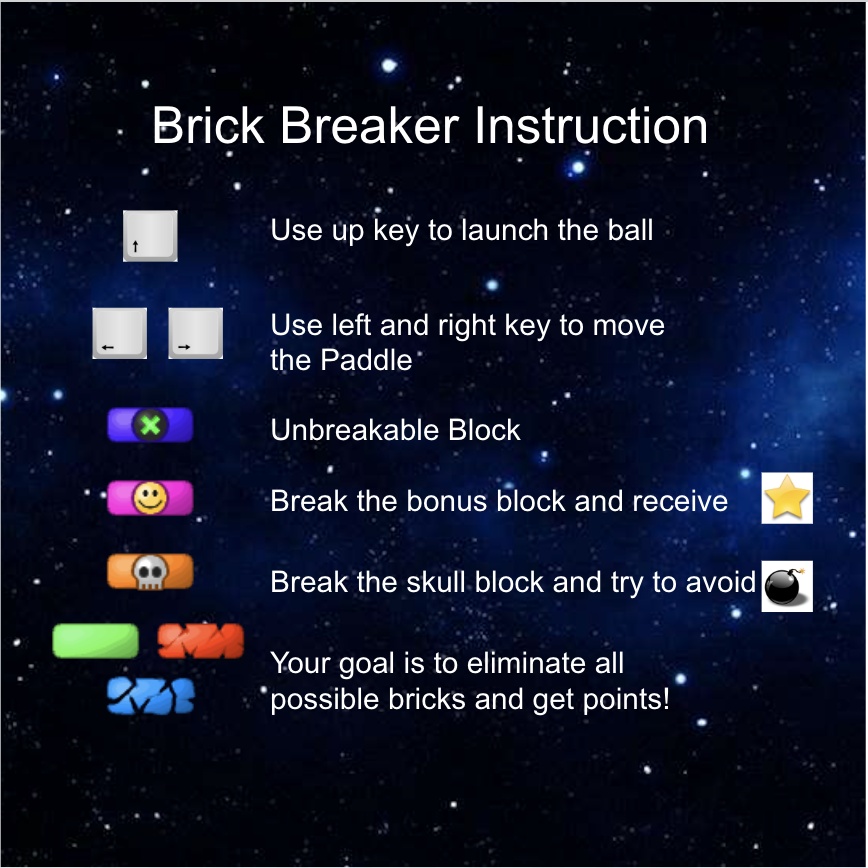 Brick Breaker Instruction
Use up key to launch the ball
Use left and right key to move
the Paddle
Unbreakable Block
Break the bonus block and receive
Break the skull block and try to avoid
Your goal is to eliminate all
possible bricks and get points!